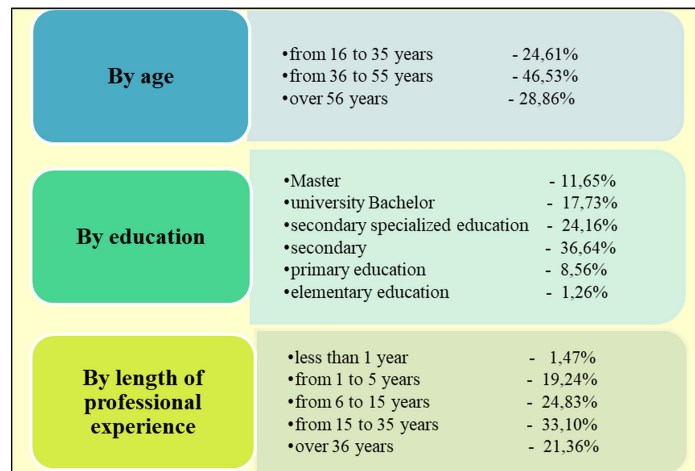 By age
•from 16 to 35 years - 24,61%
•from 36 to 55 years - 46,53%
•over 56 years - 28,86%
By education
•Master - 11,65%
•university Bachelor - 17,73%
•secondary specialized education - 24,16%
•secondary - 36,64%
•primary education - 8,56%
•elementary education - 1,26%
By length of
professional
experience
•less than 1 year - 1,47%
•from 1 to 5 years - 19,24%
•from 6 to 15 years - 24,83%
•from 15 to 35 years - 33,10%
•over 36 years - 21,36%